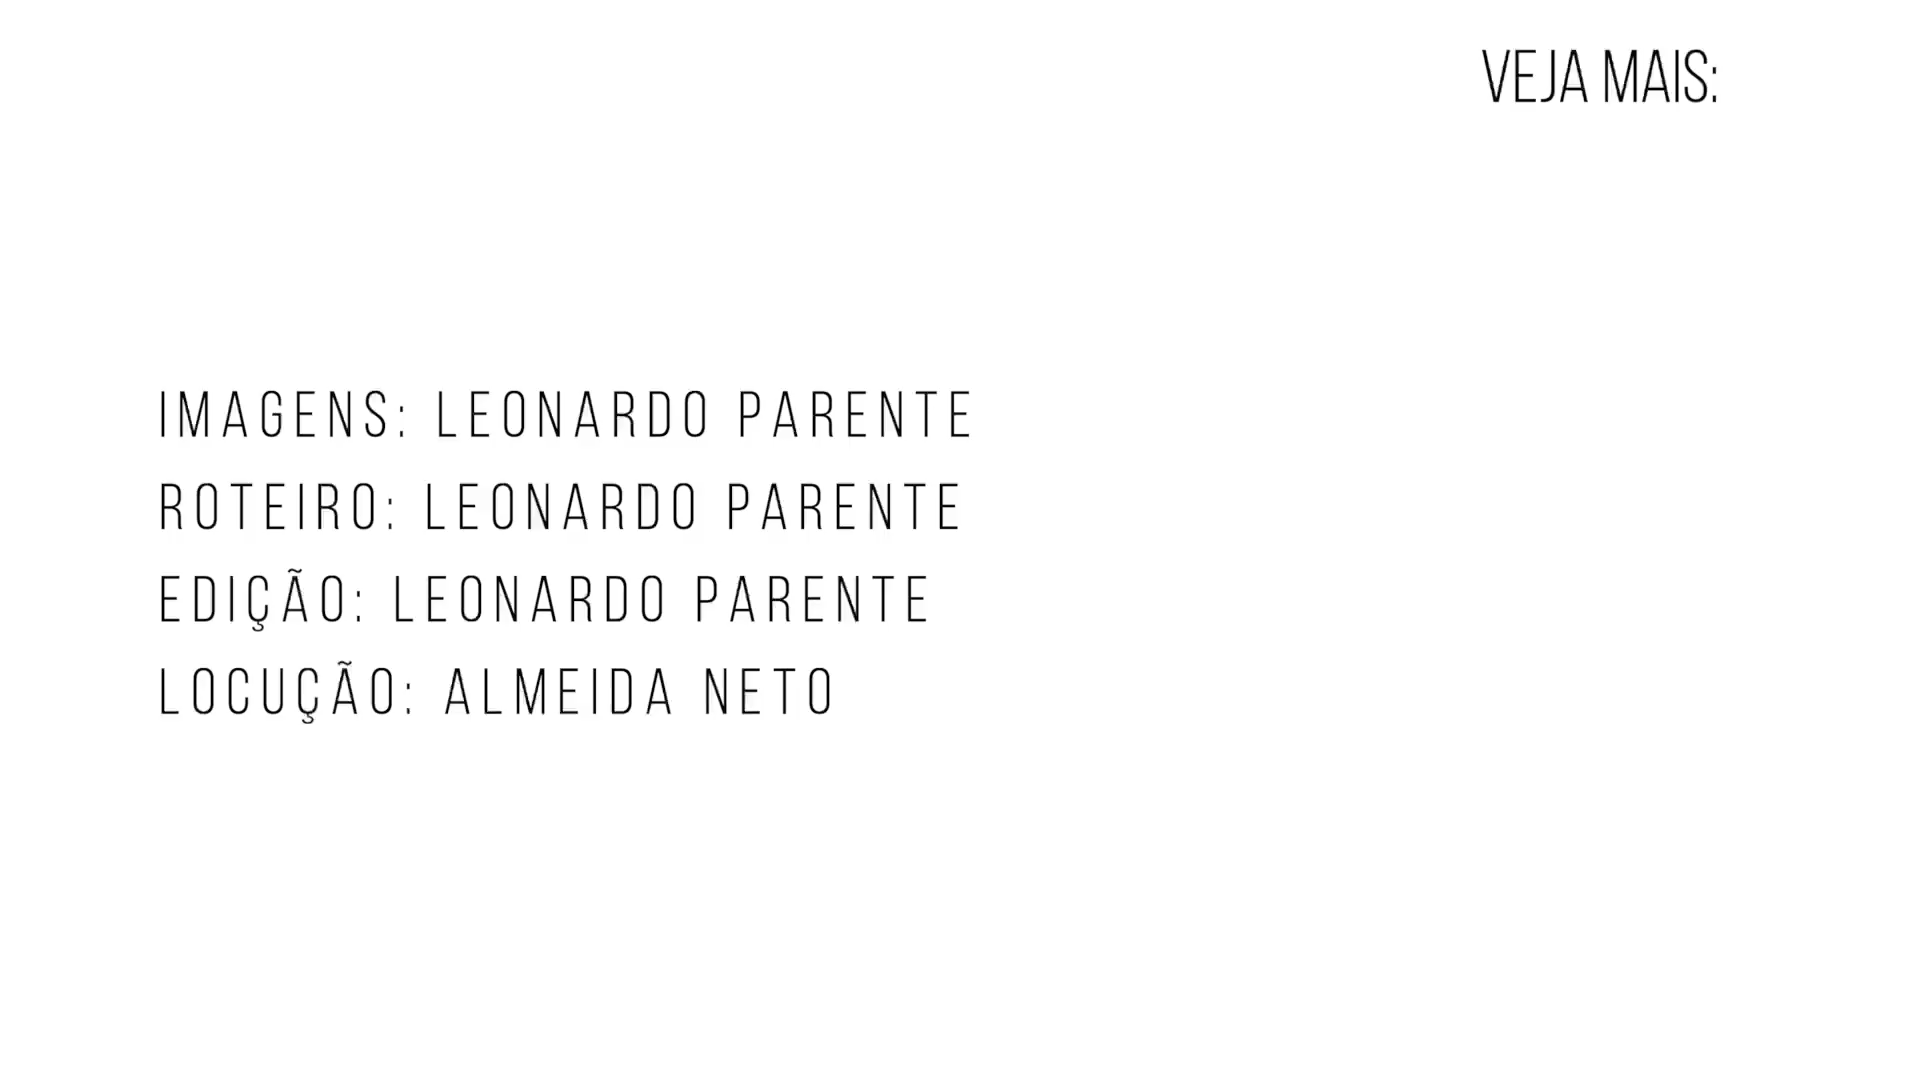 VEJA MAIS:
IMAGENS: LEONARDO PARENTE
ROTEIRO: LEONARDO PARENTE
EDIÇÃO: LEONARDO PARENTE
LOCUÇÃO: ALMEIDA NETO